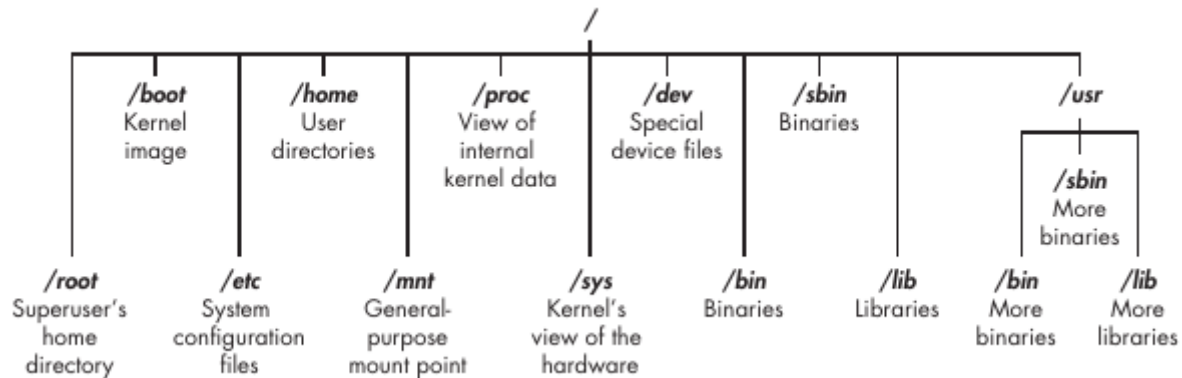 /
/boot
Kernel
image
/home
User
directories
/proc
View of
internal
kernel data
/dev
Special
device files
/sbin
Binaries
/usr
/sbin
More
binaries
/root
Superuser's
home
directory
/etc
System
configuration
files
/mnt
General-
purpose
mount point
/sys
Kernel's
view of the
hardware
/bin
Binaries
/lib
Libraries
/bin
More
binaries
/lib
More
libraries